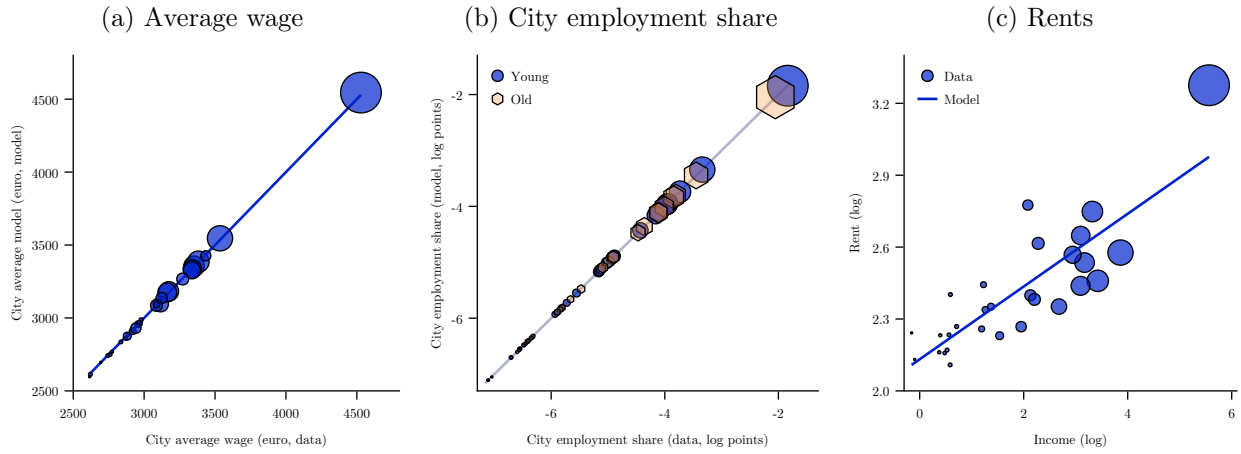 (a) Average wage
City average model (euro, model)
4500
4000
3500
3000
2500
2500
3000
3500
4000
4500
City average wage (euro, data)
(b) City employment share
City employment share (model, log points)
Young
Old
-2
-4
-6
-6
-4
-2
City employment share (data, log points)
(c) Rents
Rent (log)
Data
Model
3.2
2.9
2.6
2.3
2.0
0
2
4
6
Income (log)